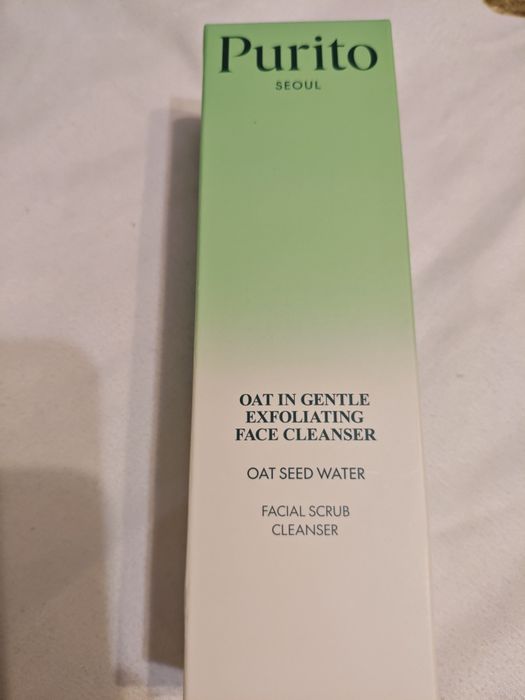 Purito
SEOUL
OAT IN GENTLE
EXFOLIATING
FACE CLEANSER
OAT SEED WATER
FACIAL SCRUB
CLEANSER